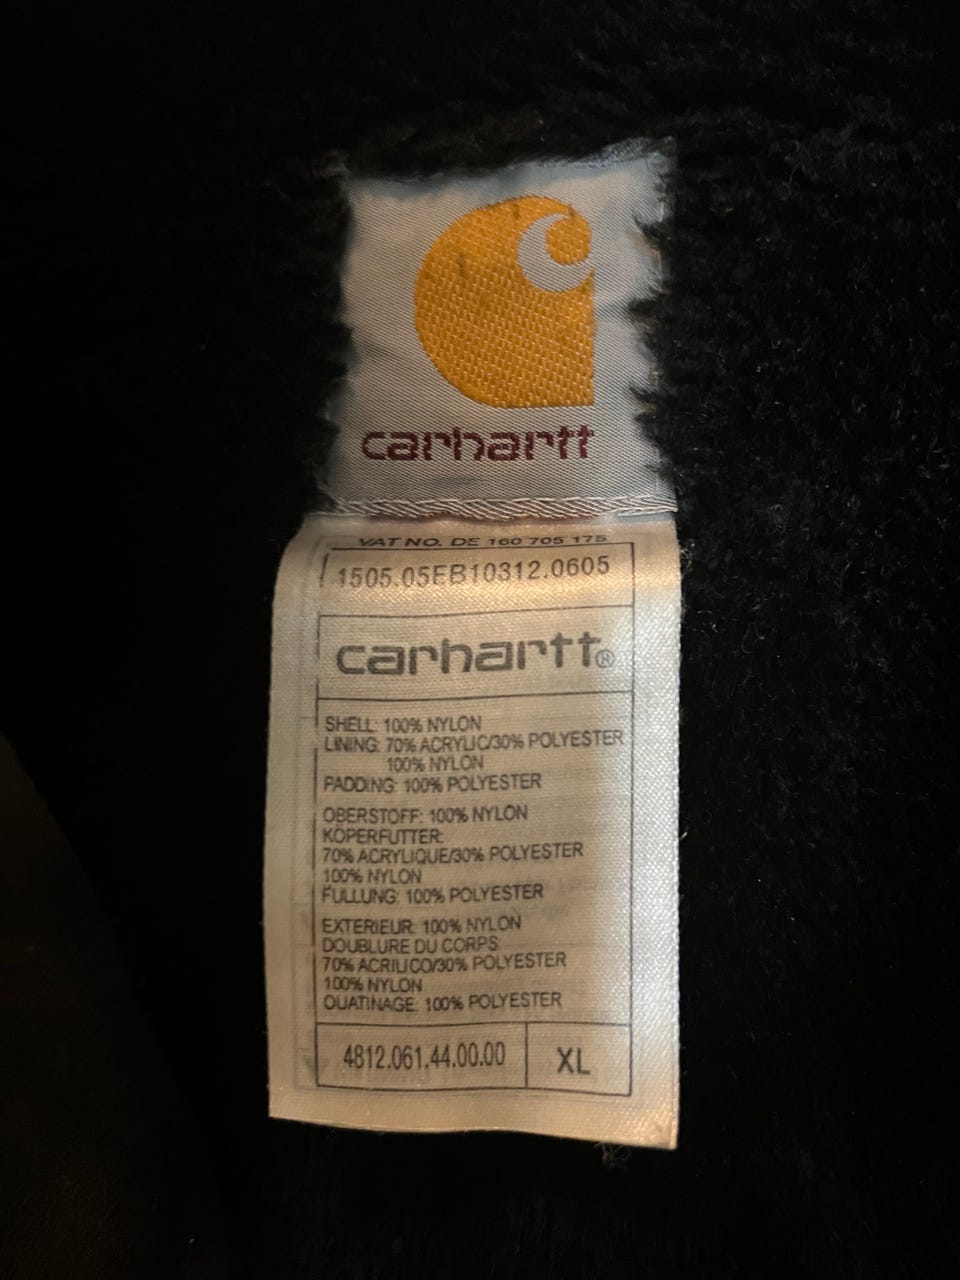 carhartt
VAT NO. DE 160 705 175
1505.05EB10312.0605
carhartt®
SHELL: 100% NYLON
LINING: 70% ACRYLIC/30% POLYESTER
100% NYLON
PADDING: 100% POLYESTER
OBERSTOFF: 100% NYLON
KÖPERFUTTER:
70% ACRYLIQUE/30% POLYESTER
100% NYLON
FÜLLUNG: 100% POLYESTER
EXTERIEUR: 100% NYLON
DOUBLURE DU CORPS:
70% ACRILICO/30% POLYESTER
100% NYLON
OUATINAGE: 100% POLYESTER
4812.061.44.00.00 XL